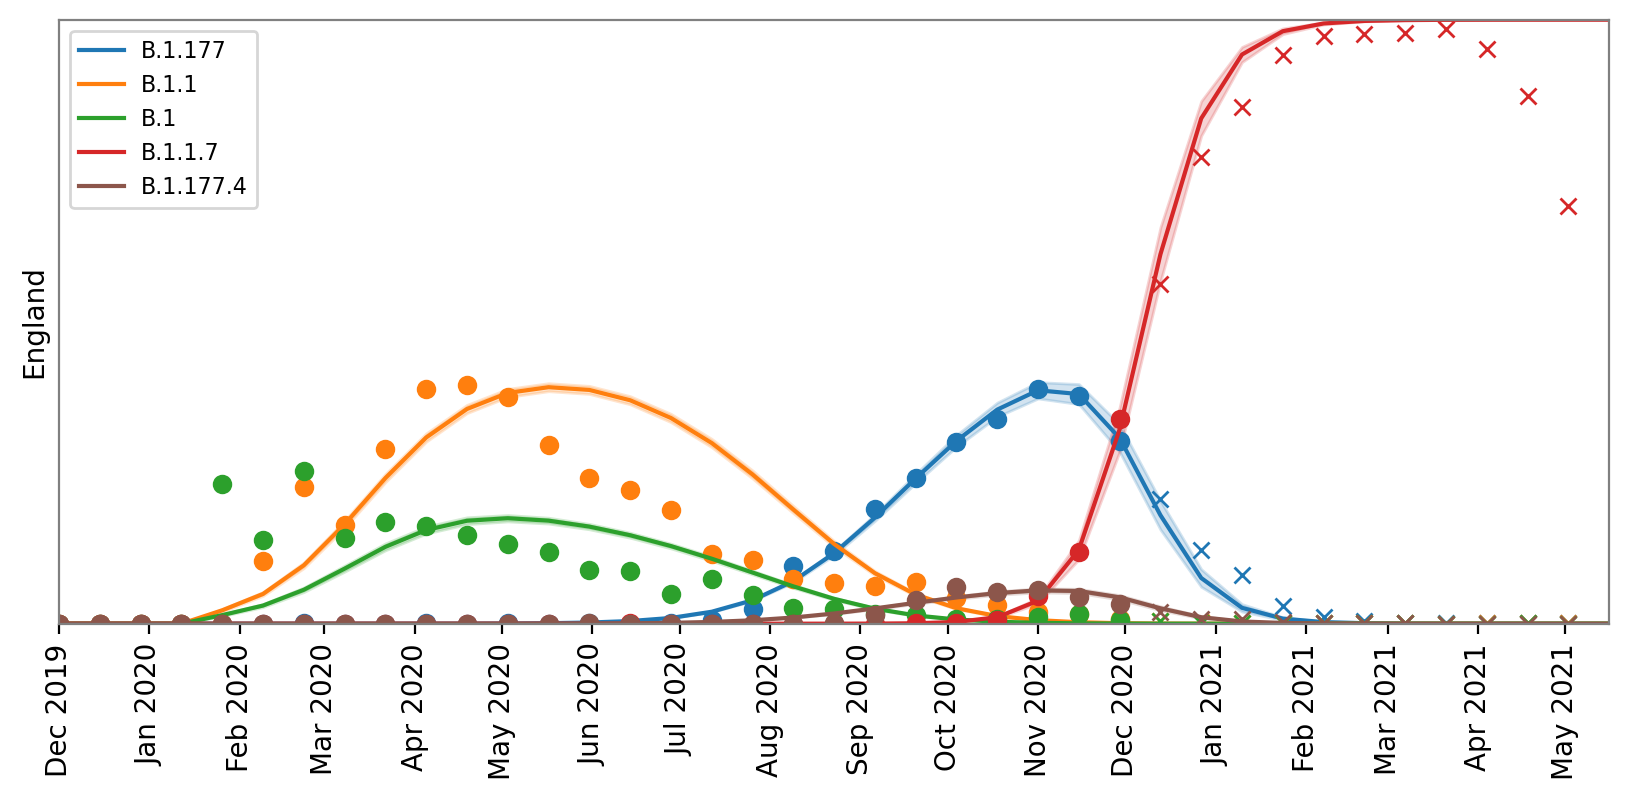 B.1.177
B.1.1
B.1
B.1.1.7
B.1.177.4
England
Dec 2019
Jan 2020
Feb 2020
Mar 2020
Apr 2020
May 2020
Jun 2020
Jul 2020
Aug 2020
Sep 2020
Oct 2020
Nov 2020
Dec 2020
Jan 2021
Feb 2021
Mar 2021
Apr 2021
May 2021